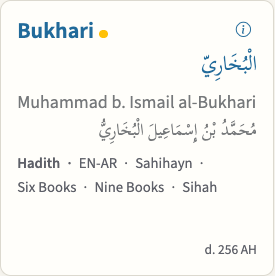 Bukhari
الْبُخَارِيّ
Muhammad b. Ismail al-Bukhari
مُحَمَّدُ بْنُ إِسْمَاعِيلَ الْبُخَارِيُّ
Hadith · EN-AR · Sahihayn ·
Six Books · Nine Books · Sihah
d. 256 AH